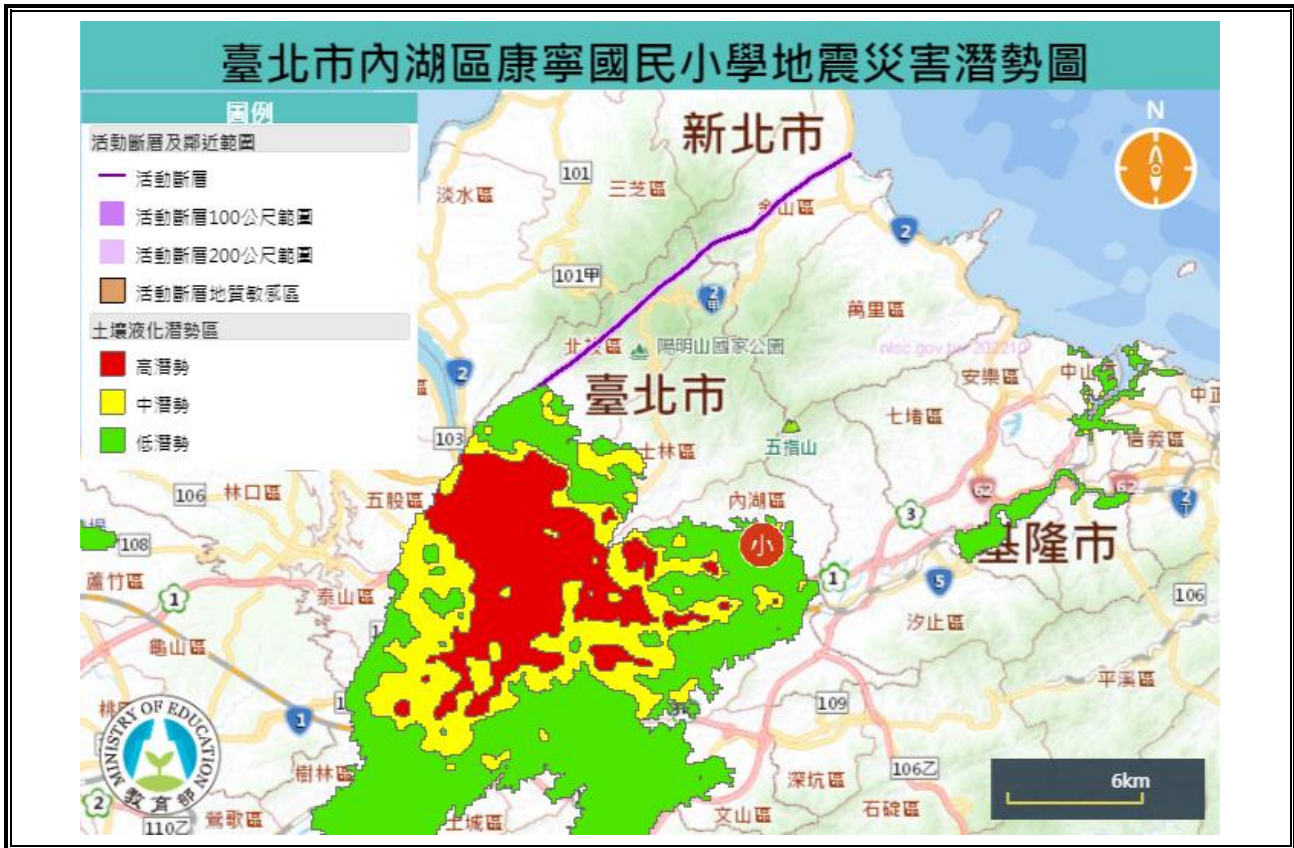 臺北市內湖區康寧國民小學地震災害潛勢圖
圖例
活動斷層及鄰近範圍
活動斷層
活動斷層100公尺範圍
活動斷層200公尺範圍
活動斷層地質敏感區
土壤液化潛勢區
高潛勢
中潛勢
低潛勢
N
新北市
101
三芝區
淡水區
金山區
2
101甲
2甲
萬里區
北投區
陽明山國家公園
nlsc.gov.tw 202210
2
臺北市
安樂區
中山區
中正
七堵區
103
士林區
五指山
信義區
106
林口區
五股區
內湖區
62
62
2丁
3
小
基隆市
108
蘆竹區
1
泰山區
1
5
106
汐止區
龜山區
平溪區
1
109
MINISTRY OF EDUCATION
教育部
樹林區
深坑區
106乙
6km
2
110乙
鶯歌區
土城區
文山區
石碇區